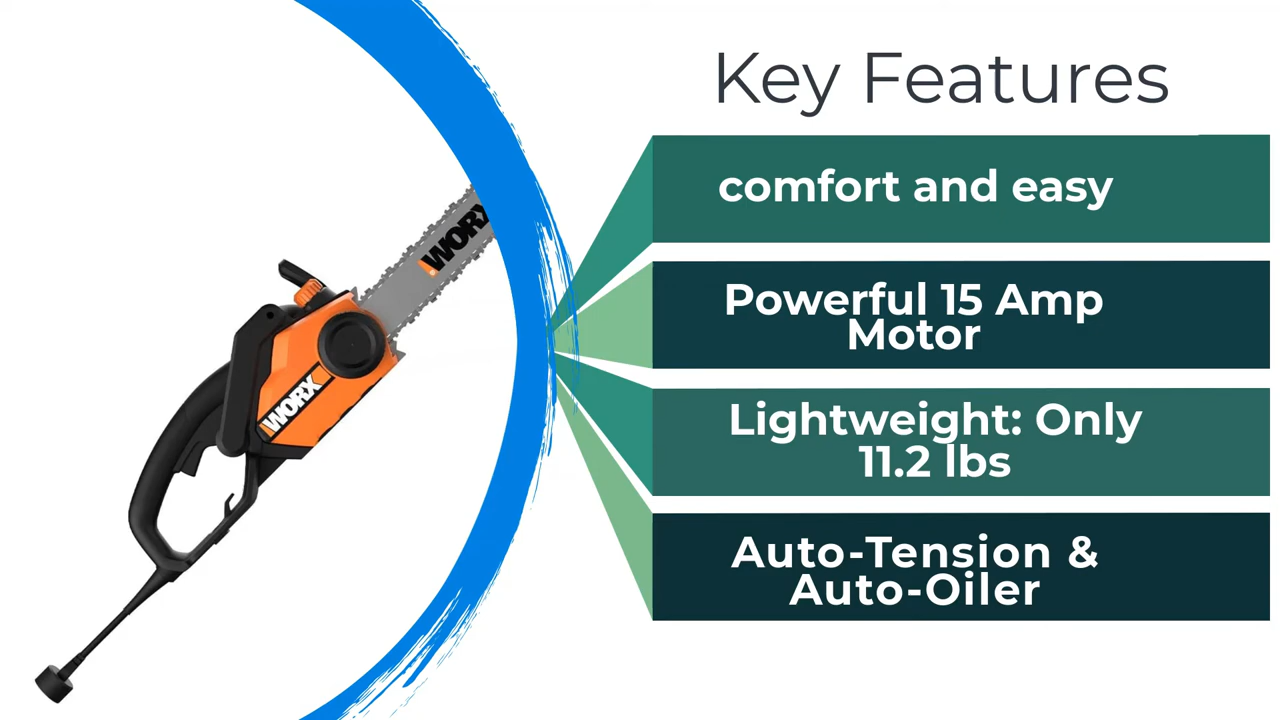 Key Features
comfort and easy
Powerful 15 Amp
Motor
Lightweight: Only
11.2 lbs
Auto-Tension &
Auto-Oiler
WORX
WORX